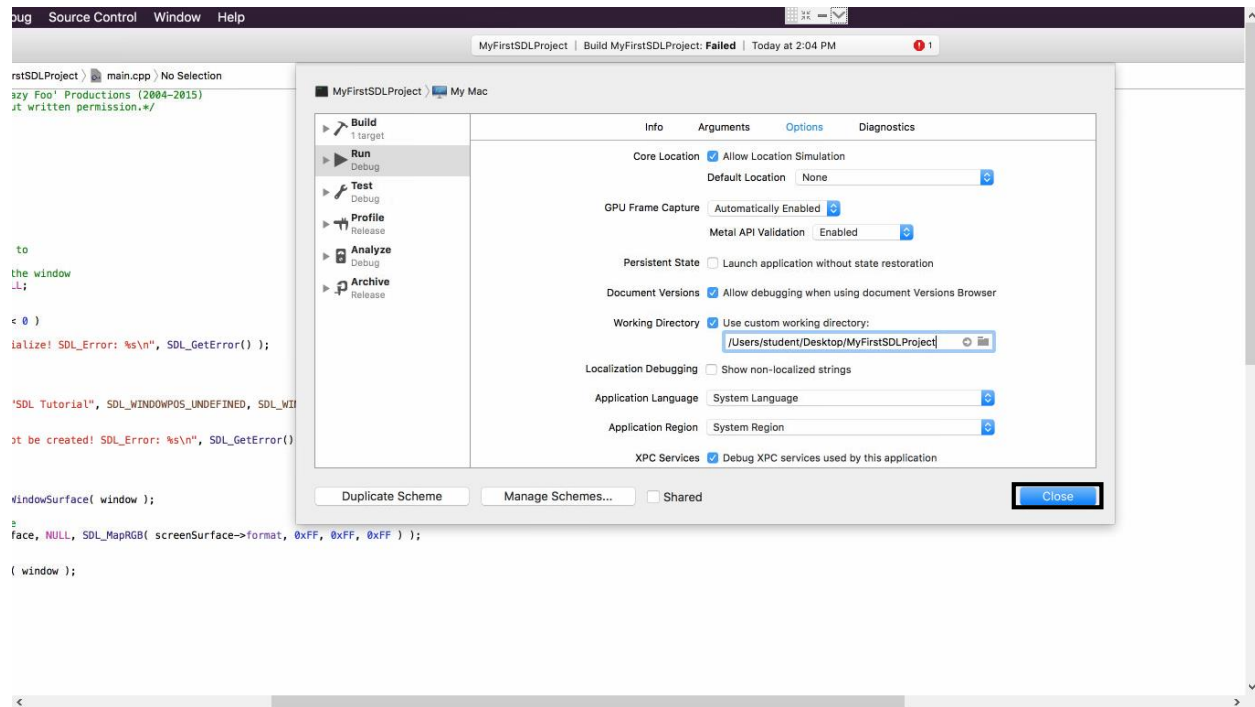 bug Source Control Window Help
MyFirstSDLProject | Build MyFirstSDLProject: Failed | Today at 2:04 PM 1
rstSDLProject main.cpp No Selection
azy Foo' Productions (2004-2015)
ut written permission.*/
to
the window
LL;
< 0 )
ialize! SDL_Error: %s\n", SDL_GetError() );
"SDL Tutorial", SDL_WINDOWPOS_UNDEFINED, SDL_WI
ot be created! SDL_Error: %s\n", SDL_GetError()
WindowSurface( window );
e
face, NULL, SDL_MapRGB( screenSurface->format, 0xFF, 0xFF, 0xFF ) );
( window );
MyFirstSDLProject My Mac
Build
1 target
Run
Debug
Test
Debug
Profile
Release
Analyze
Debug
Archive
Release
Info Arguments Options Diagnostics
Core Location Allow Location Simulation
Default Location None
GPU Frame Capture Automatically Enabled
Metal API Validation Enabled
Persistent State Launch application without state restoration
Document Versions Allow debugging when using document Versions Browser
Working Directory Use custom working directory:
/Users/student/Desktop/MyFirstSDLProject
Localization Debugging Show non-localized strings
Application Language System Language
Application Region System Region
XPC Services Debug XPC services used by this application
Duplicate Scheme Manage Schemes... Shared Close